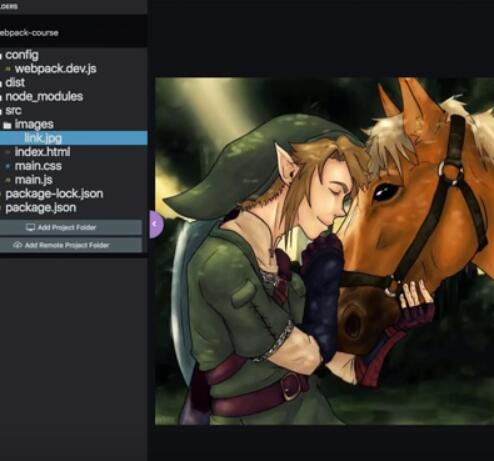 LDERS
ebpack-course
config
webpack.dev.js
dist
node_modules
src
images
link.jpg
index.html
main.css
main.js
package-lock.json
package.json
Add Project Folder
Add Remote Project Folder